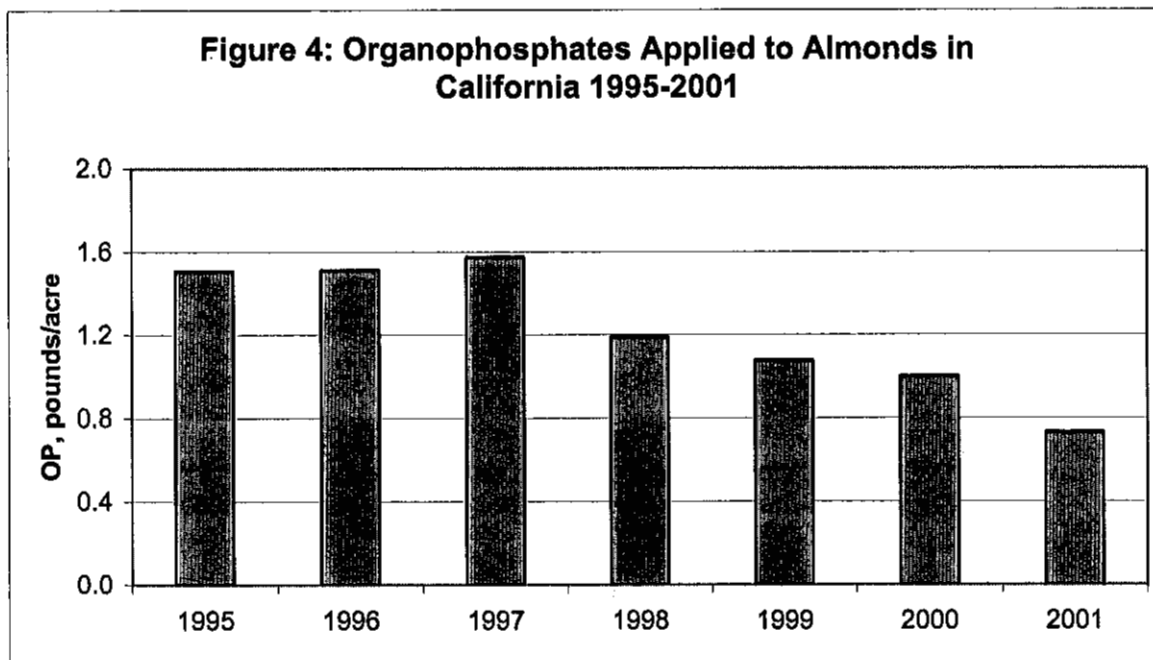 Figure 4: Organophosphates Applied to Almonds in
California 1995-2001
2.0
1.6
1.2
0.8
0.4
0.0
OP, pounds/acre
1995 1996 1997 1998 1999 2000 2001